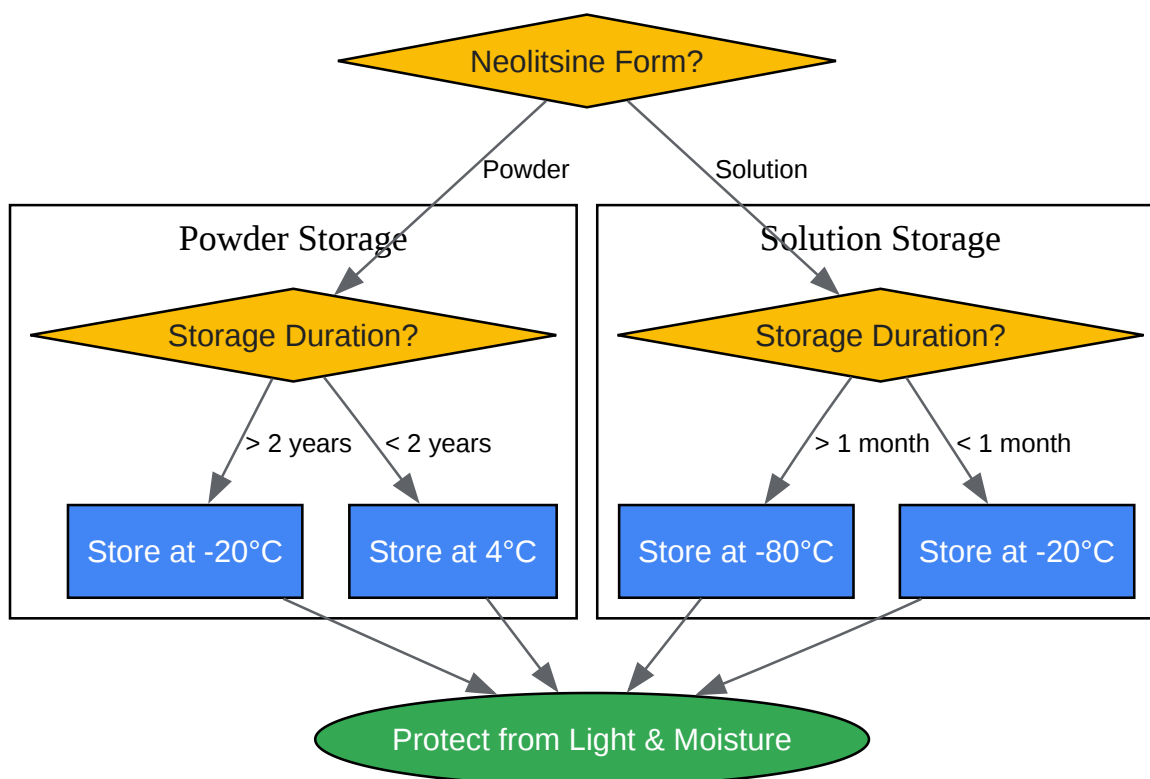 Neolitsine Form?
Powder
Solution
Powder Storage
Solution Storage
Storage Duration?
Storage Duration?
> 2 years
< 2 years
> 1 month
< 1 month
Store at -20°C
Store at 4°C
Store at -80°C
Store at -20°C
Protect from Light & Moisture